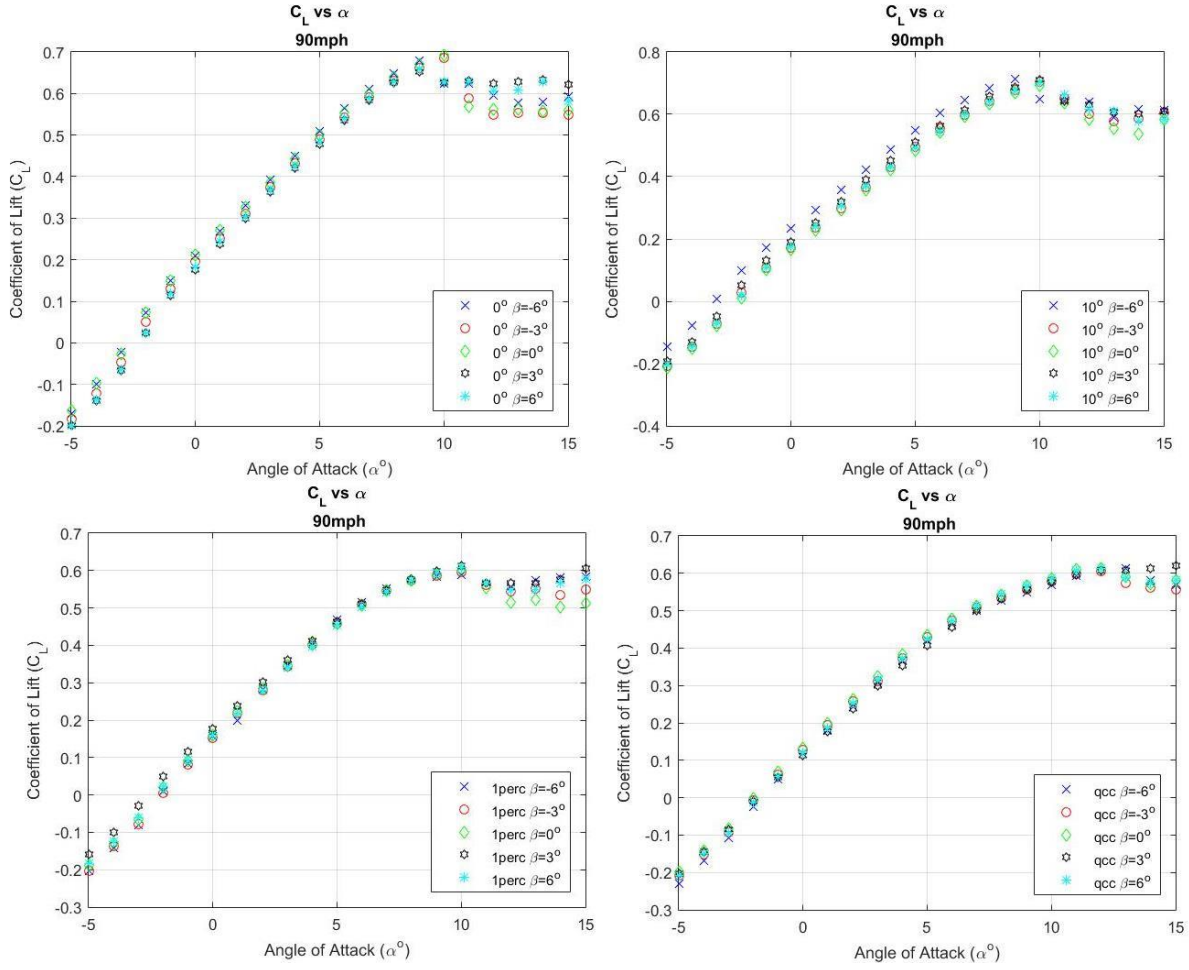 C_L vs α
90mph
0.7
0.6
0.5
0.4
0.3
0.2
0.1
0
-0.1
-0.2
Coefficient of Lift (C_L)
0° β=-6°
0° β=-3°
0° β=0°
0° β=3°
0° β=6°
-5 0 5 10 15
Angle of Attack (α°)
C_L vs α
90mph
0.8
0.6
0.4
0.2
0
-0.2
-0.4
Coefficient of Lift (C_L)
10° β=-6°
10° β=-3°
10° β=0°
10° β=3°
10° β=6°
-5 0 5 10 15
Angle of Attack (α°)
C_L vs α
90mph
0.7
0.6
0.5
0.4
0.3
0.2
0.1
0
-0.1
-0.2
-0.3
Coefficient of Lift (C_L)
1perc β=-6°
1perc β=-3°
1perc β=0°
1perc β=3°
1perc β=6°
-5 0 5 10 15
Angle of Attack (α°)
C_L vs α
90mph
0.7
0.6
0.5
0.4
0.3
0.2
0.1
0
-0.1
-0.2
-0.3
Coefficient of Lift (C_L)
qcc β=-6°
qcc β=-3°
qcc β=0°
qcc β=3°
qcc β=6°
-5 0 5 10 15
Angle of Attack (α°)